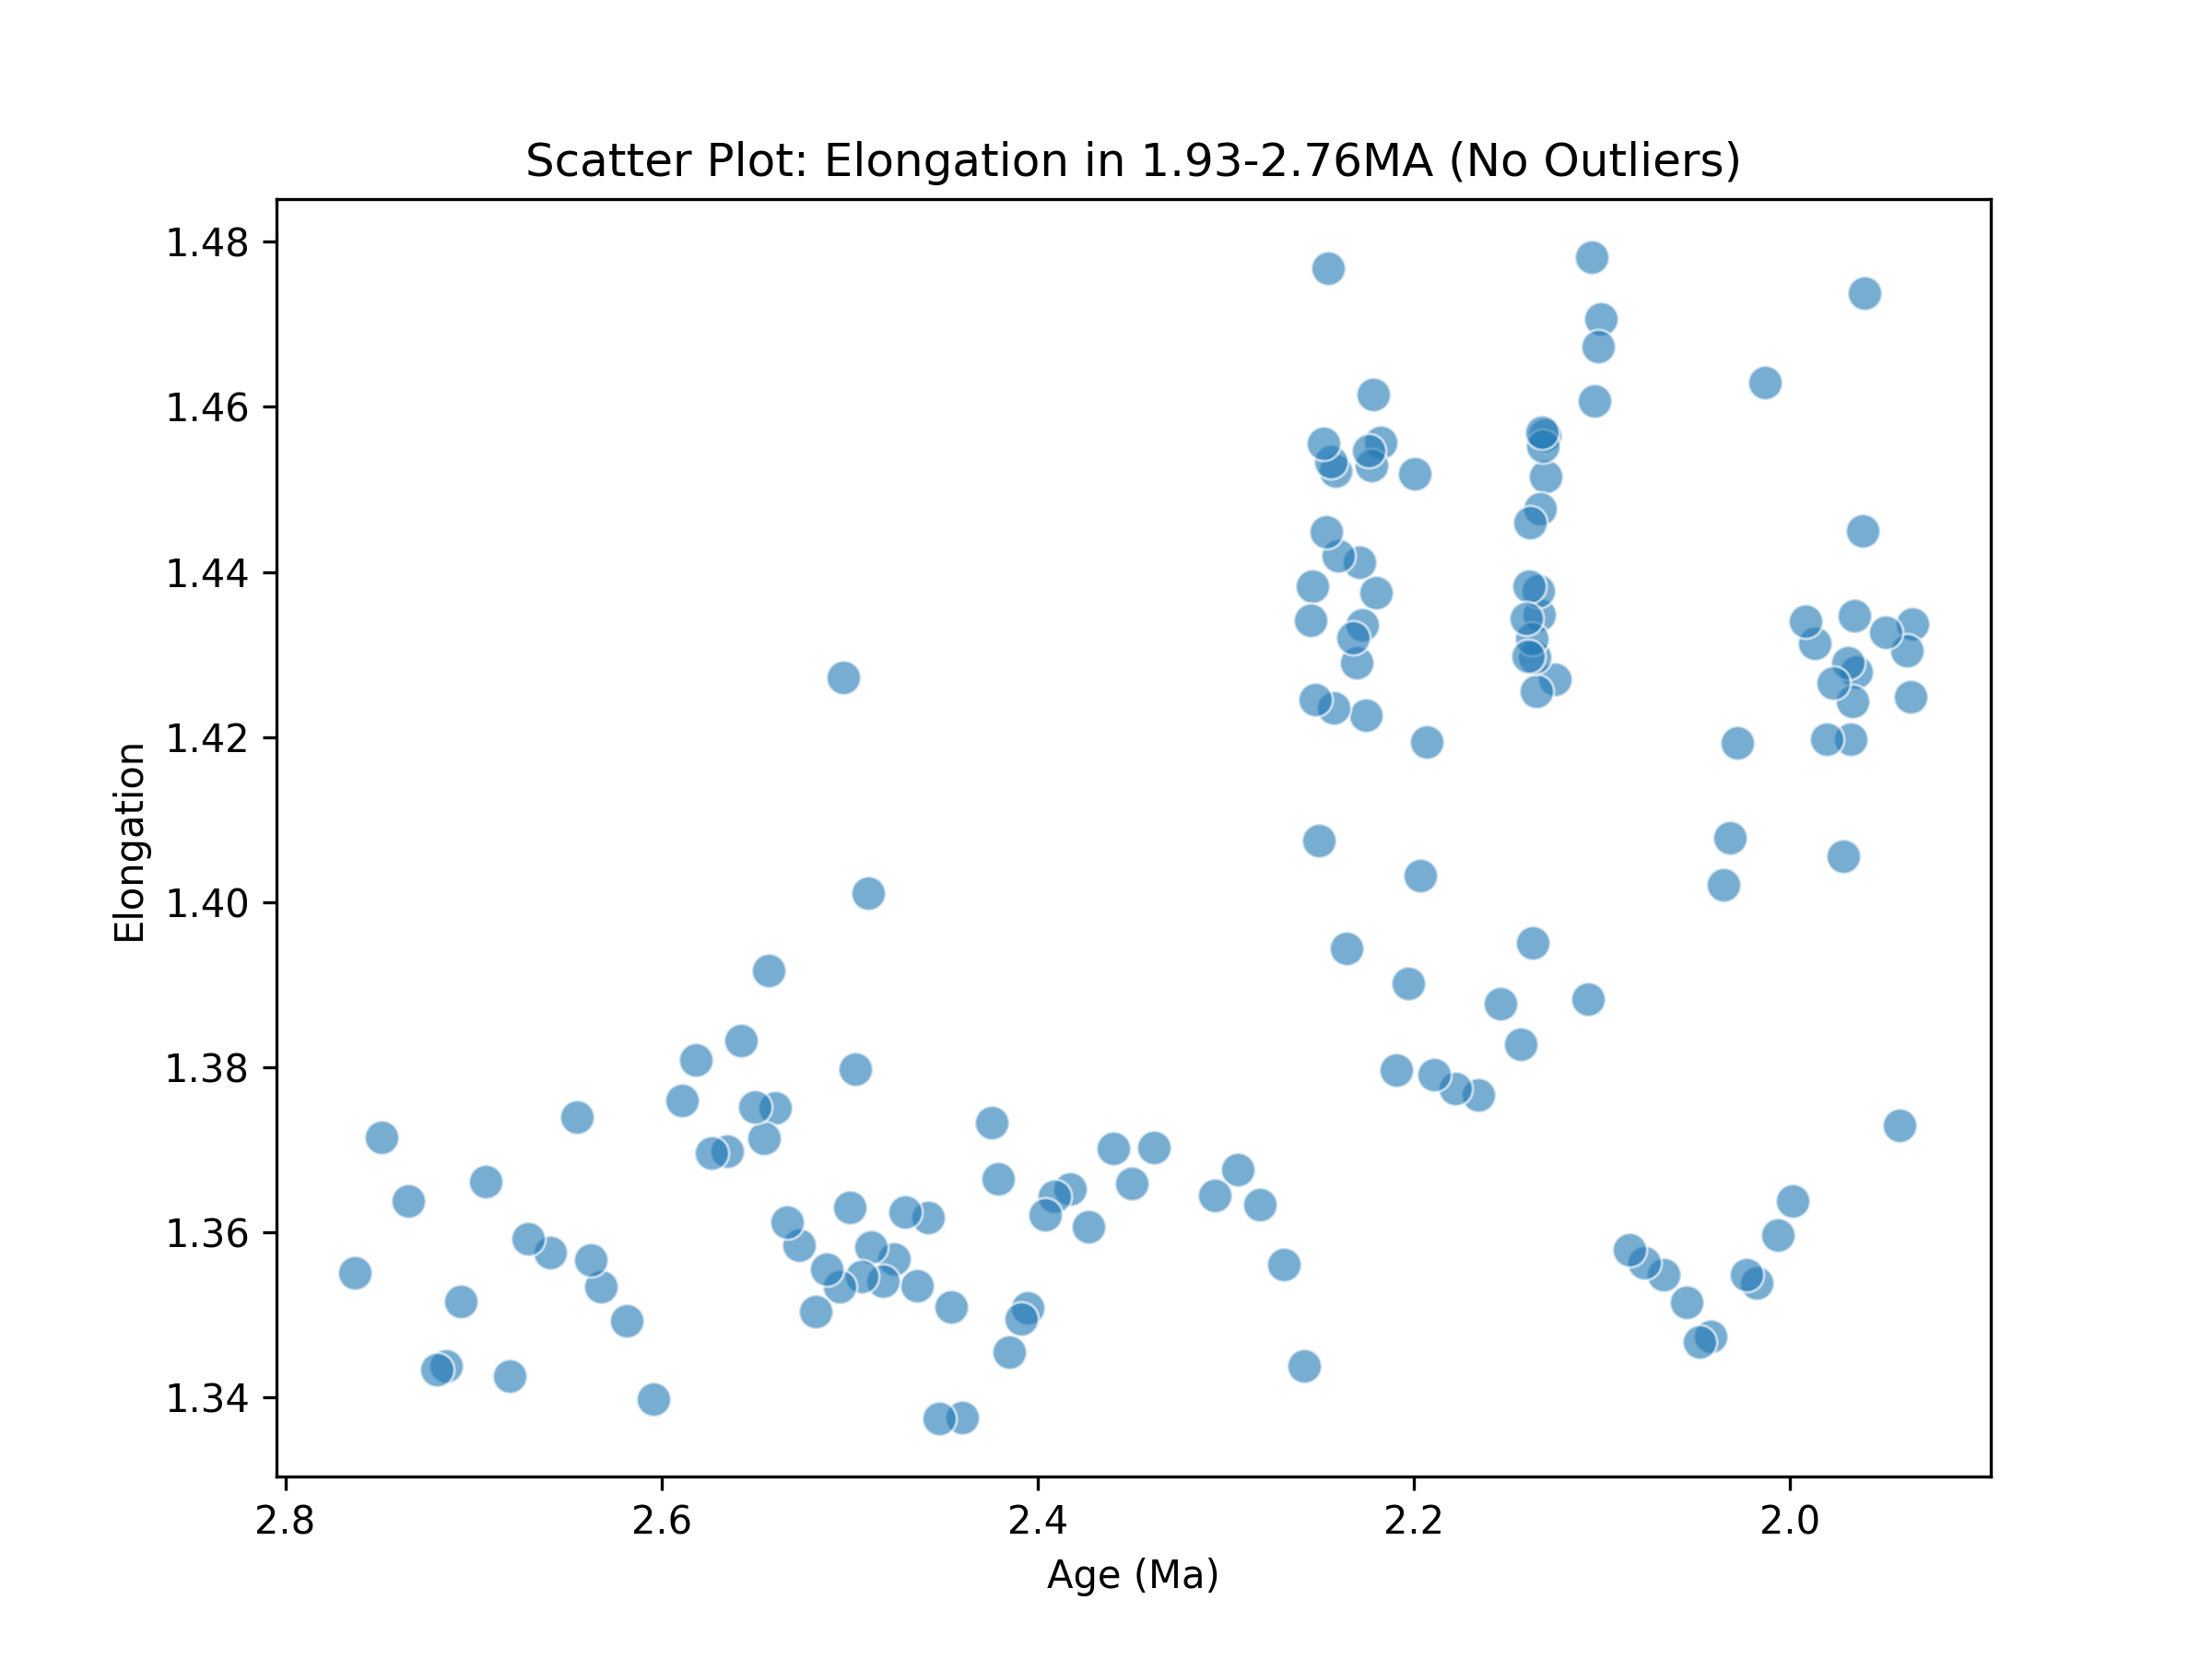 Scatter Plot: Elongation in 1.93-2.76MA (No Outliers)
1.48
1.46
1.44
1.42
1.40
1.38
1.36
1.34
Elongation
2.8 2.6 2.4 2.2 2.0
Age (Ma)